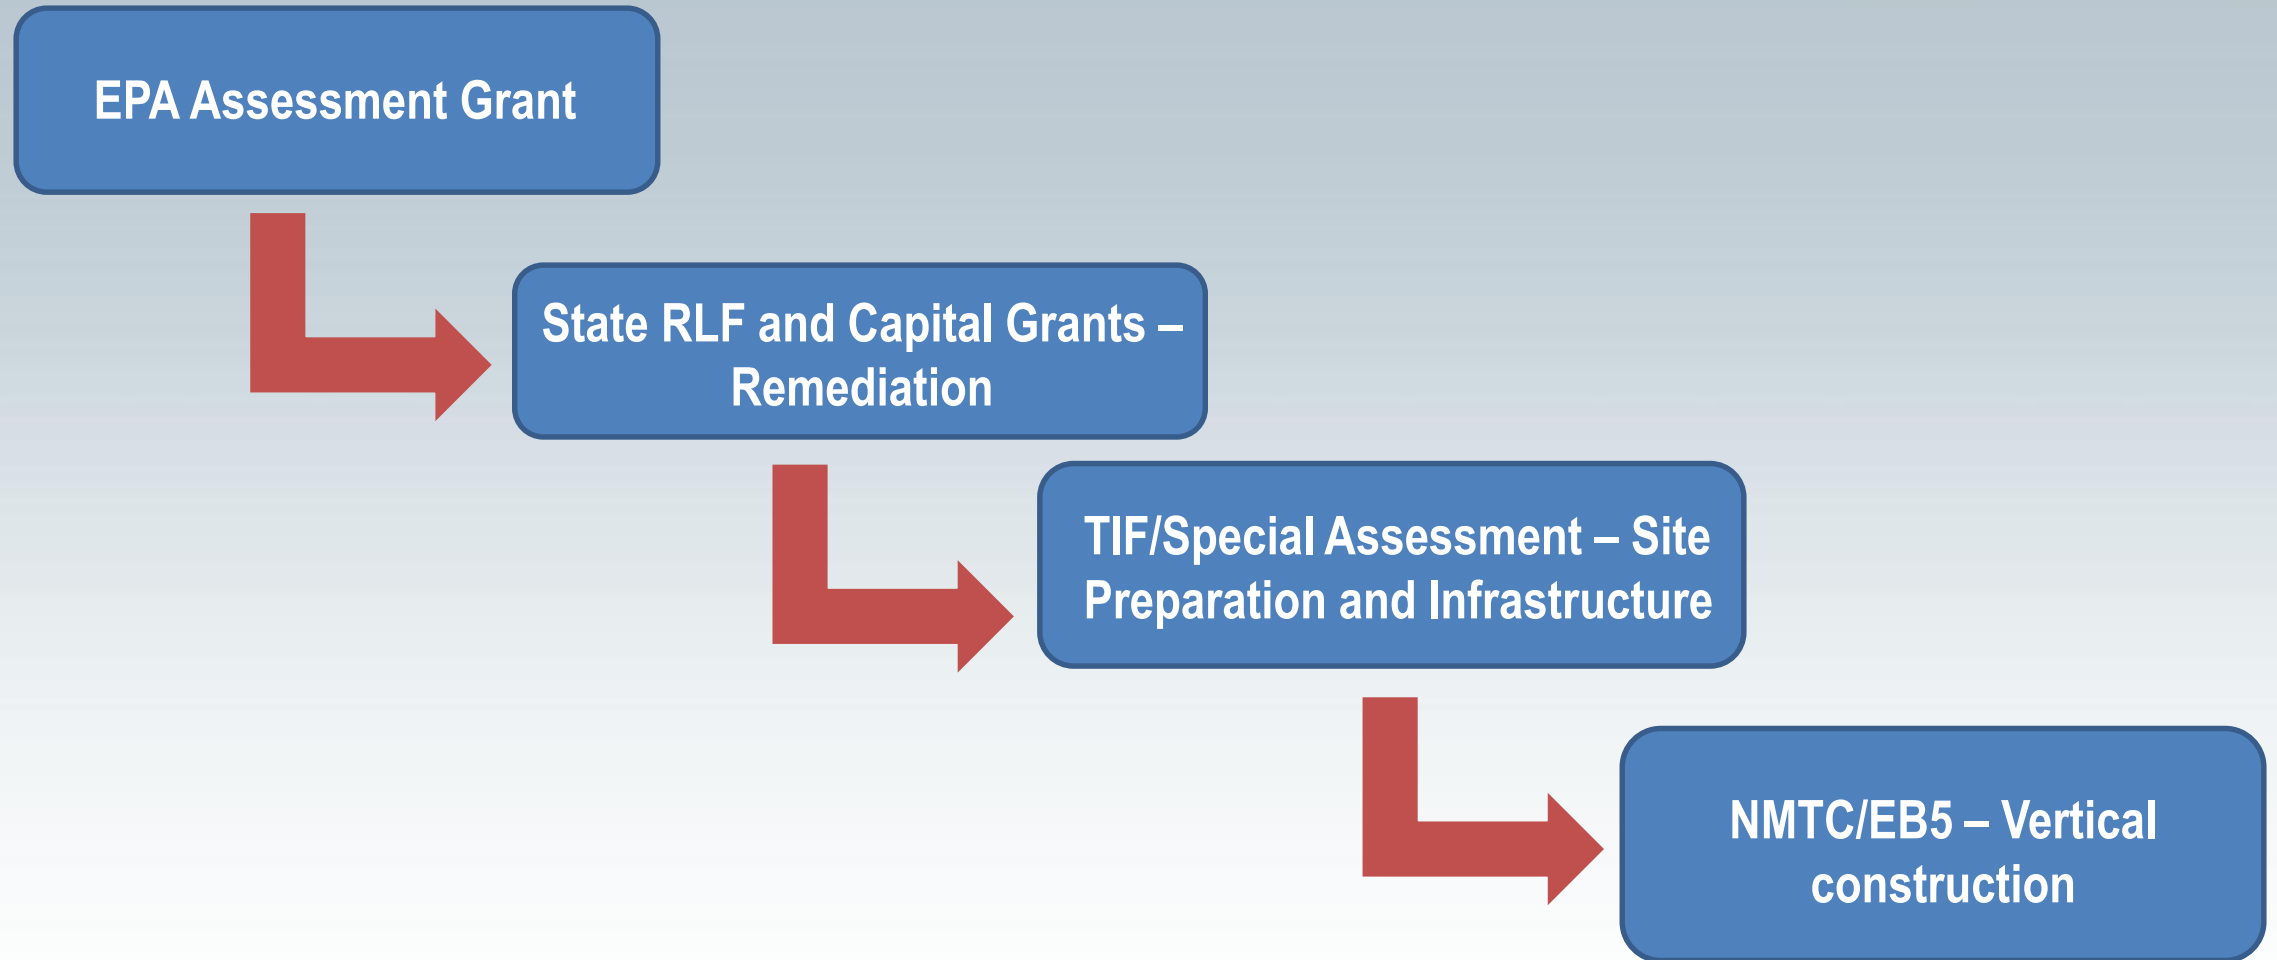 EPA Assessment Grant
State RLF and Capital Grants –
Remediation
TIF/Special Assessment – Site
Preparation and Infrastructure
NMTC/EB5 – Vertical
construction